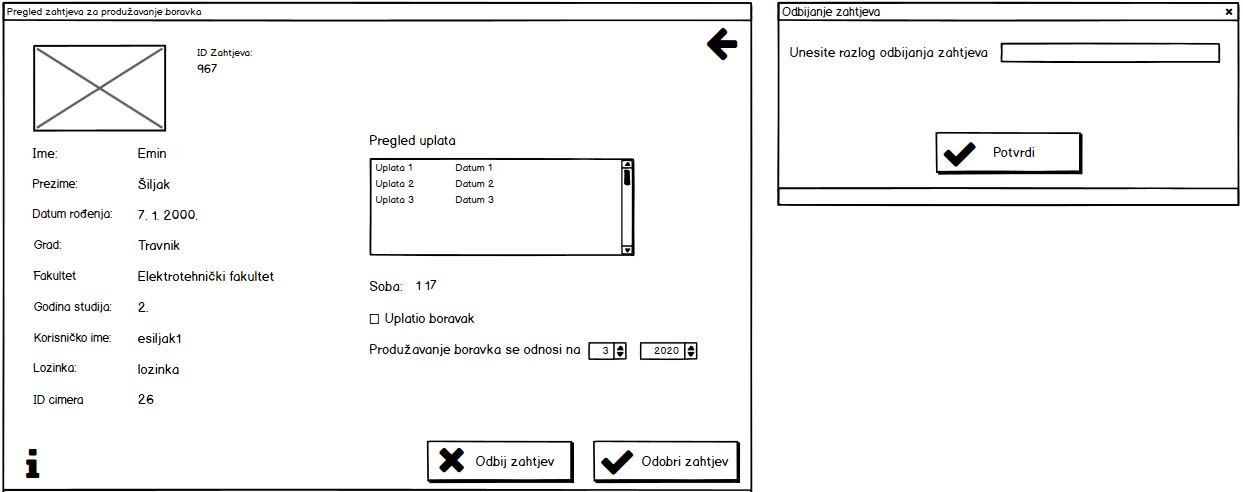 Pregled zahtjeva za produžavanje boravka
ID Zahtjeva:
967
Ime: Emin
Prezime: Šiljak
Datum rođenja: 7. 1. 2000.
Grad: Travnik
Fakultet Elektrotehnički fakultet
Godina studija: 2.
Korisničko ime: esiljak1
Lozinka: lozinka
ID cimera 26
Pregled uplata
Uplata 1 Datum 1
Uplata 2 Datum 2
Uplata 3 Datum 3
Soba: 117
Uplatio boravak
Produžavanje boravka se odnosi na 3 2020
i
Odbij zahtjev
Odobri zahtjev
Odbijanje zahtjeva
Unesite razlog odbijanja zahtjeva
Potvrdi